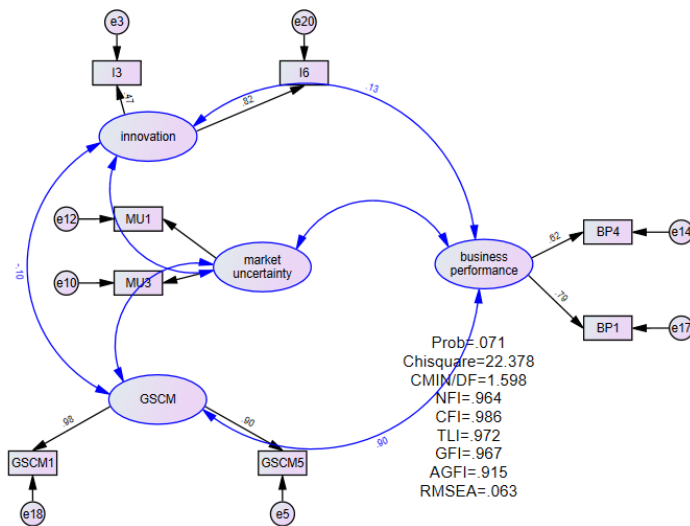 e3
e20
I3
I6
.47
.82
.13
innovation
e12
MU1
BP4
e14
.62
market
uncertainty
business
performance
e10
MU3
-.10
.79
BP1
e17
Prob=.071
Chisquare=22.378
CMIN/DF=1.598
NFI=.964
CFI=.986
TLI=.972
GFI=.967
AGFI=.915
RMSEA=.063
GSCM
.98
.90
.90
GSCM1
GSCM5
e18
e5